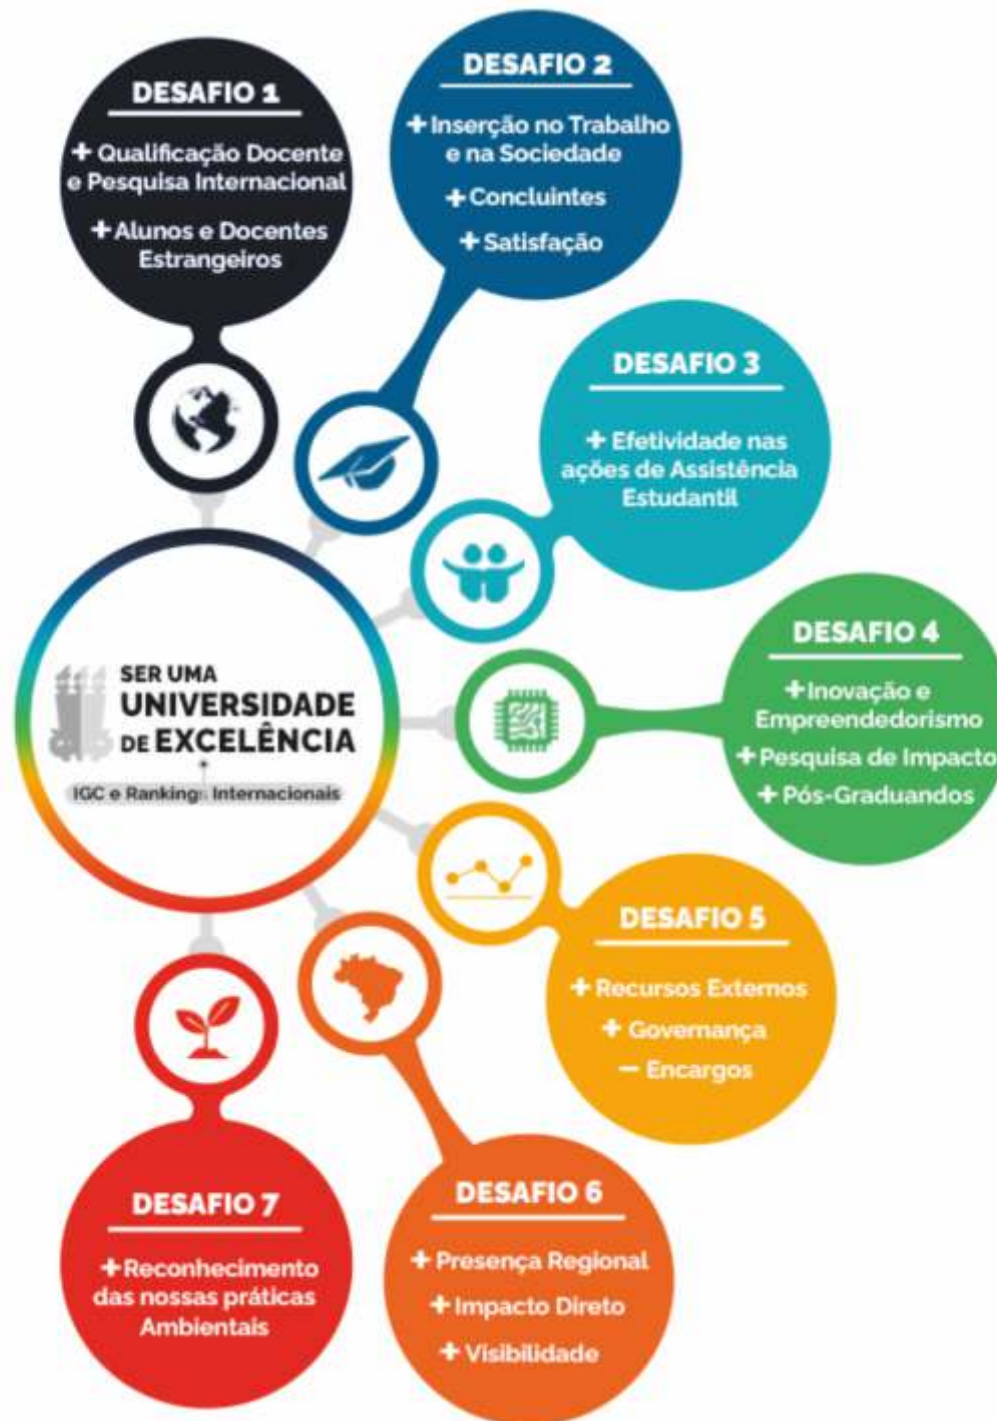 DESAFIO 1
+ Qualificação Docente
e Pesquisa Internacional
+ Alunos e Docentes
Estrangeiros
DESAFIO 2
+ Inserção no Trabalho
e na Sociedade
+ Concluintes
+ Satisfação
DESAFIO 3
+ Efetividade nas
ações de Assistência
Estudantil
DESAFIO 4
+ Inovação e
Empreendedorismo
+ Pesquisa de Impacto
+ Pós-Graduandos
SER UMA
UNIVERSIDADE
DE EXCELÊNCIA
+
IGC e Rankings Internacionais
DESAFIO 5
+ Recursos Externos
+ Governança
− Encargos
DESAFIO 6
+ Presença Regional
+ Impacto Direto
+ Visibilidade
DESAFIO 7
+ Reconhecimento
das nossas práticas
Ambientais